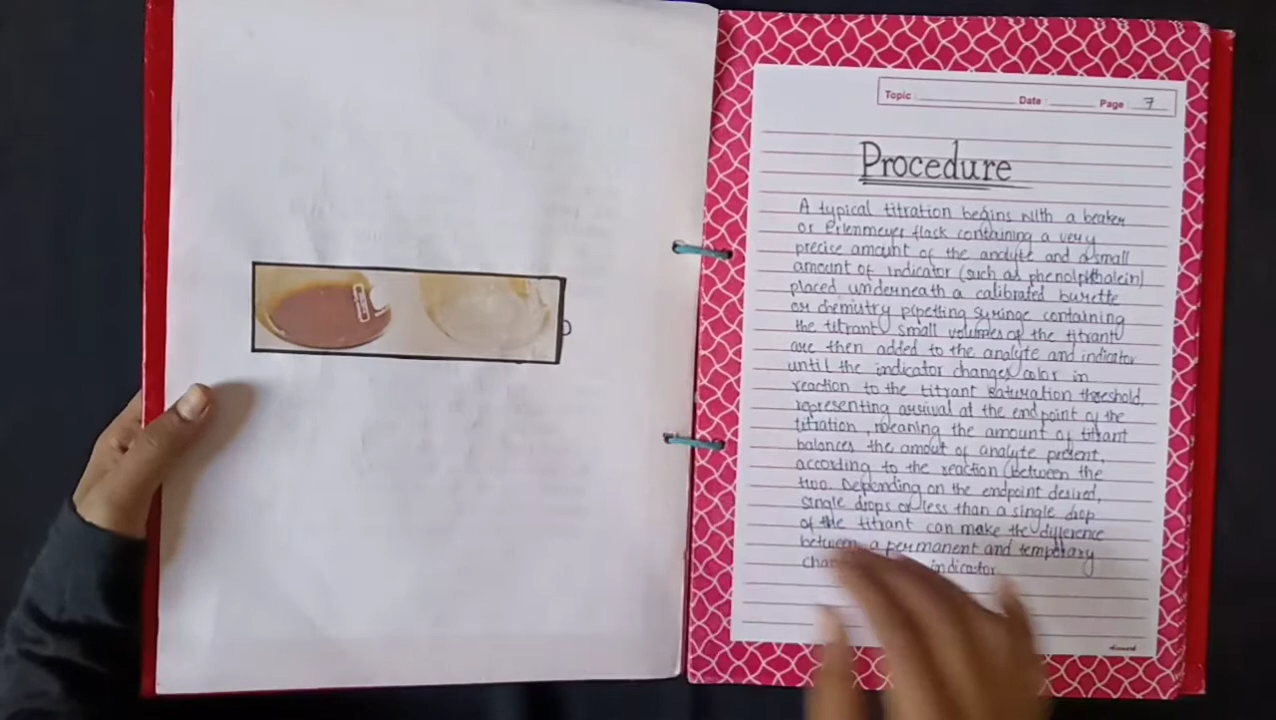 Topic Date Page 7
Procedure
A typical titration begins with a beaker
or Erlenmeyer flask containing a very
precise amount of the analyte and a small
amount of indicator (such as phenolphthalein)
placed underneath a calibrated burette
or chemistry pipetting syringe containing
the titrant. small volumes of the titrant
are then added to the analyte and indicator
until the indicator changes color in
reaction to the titrant saturation threshold,
representing arrival at the endpoint of the
titration, meaning the amount of titrant
balances the amout of analyte present,
according to the reaction between the
two. Depending on the endpoint desired,
single drops or less than a single drop
of the titrant can make the difference
between a permanent and temporary
indicator.